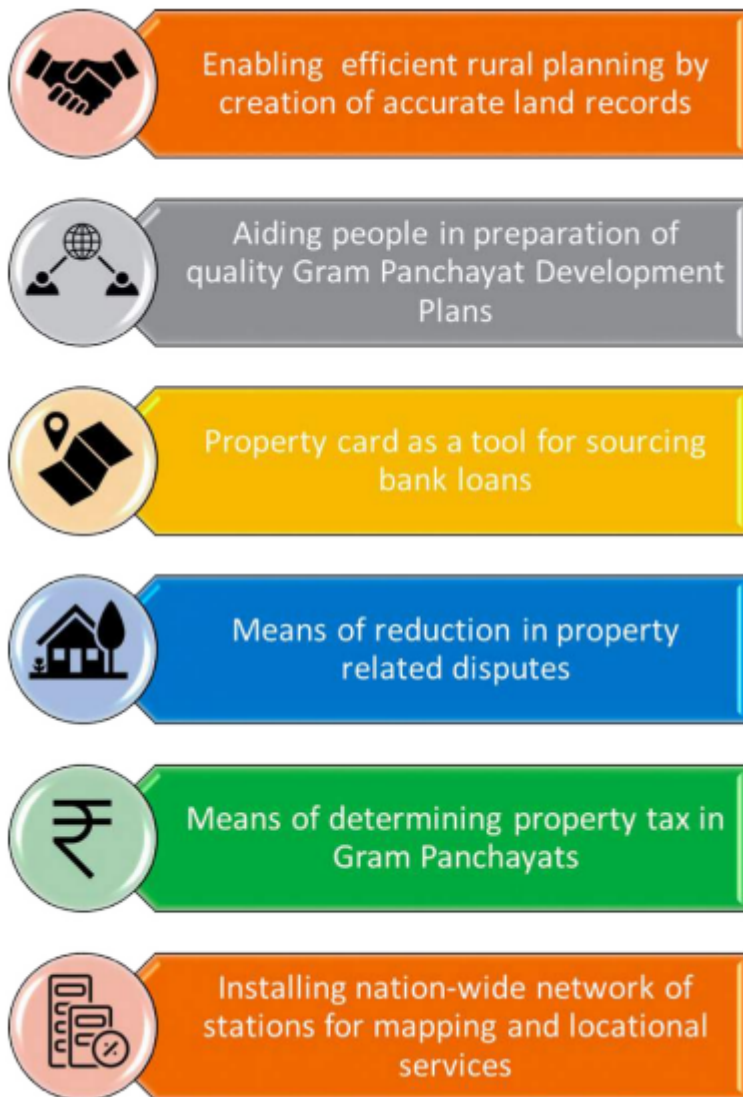 Enabling efficient rural planning by
creation of accurate land records
Aiding people in preparation of
quality Gram Panchayat Development
Plans
Property card as a tool for sourcing
bank loans
Means of reduction in property
related disputes
₹
Means of determining property tax in
Gram Panchayats
%
Installing nation-wide network of
stations for mapping and locational
services